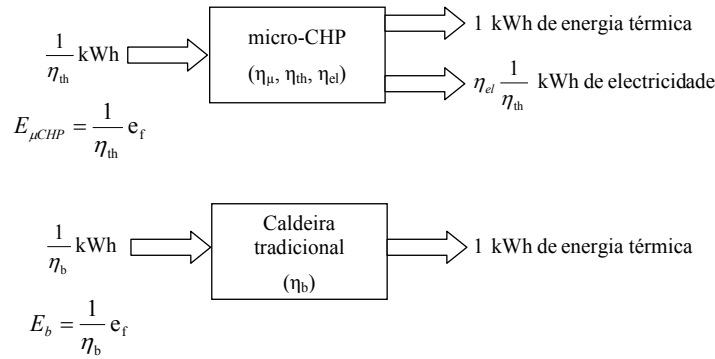 1/η_th kWh
micro-CHP
(η_μ, η_th, η_el)
1 kWh de energia térmica
η_el 1/η_th kWh de electricidade
E_μCHP = 1/η_th e_f
1/η_b kWh
Caldeira
tradicional
(η_b)
1 kWh de energia térmica
E_b = 1/η_b e_f